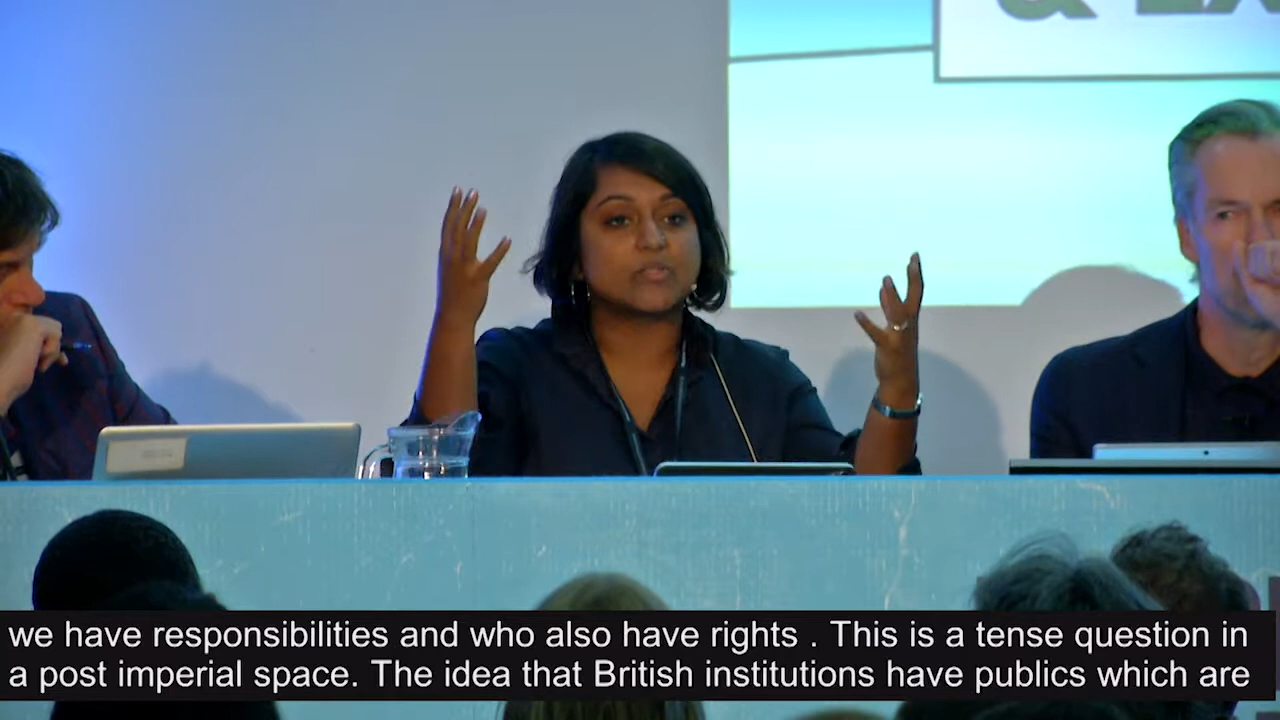 we have responsibilities and who also have rights . This is a tense question in
a post imperial space. The idea that British institutions have publics which are